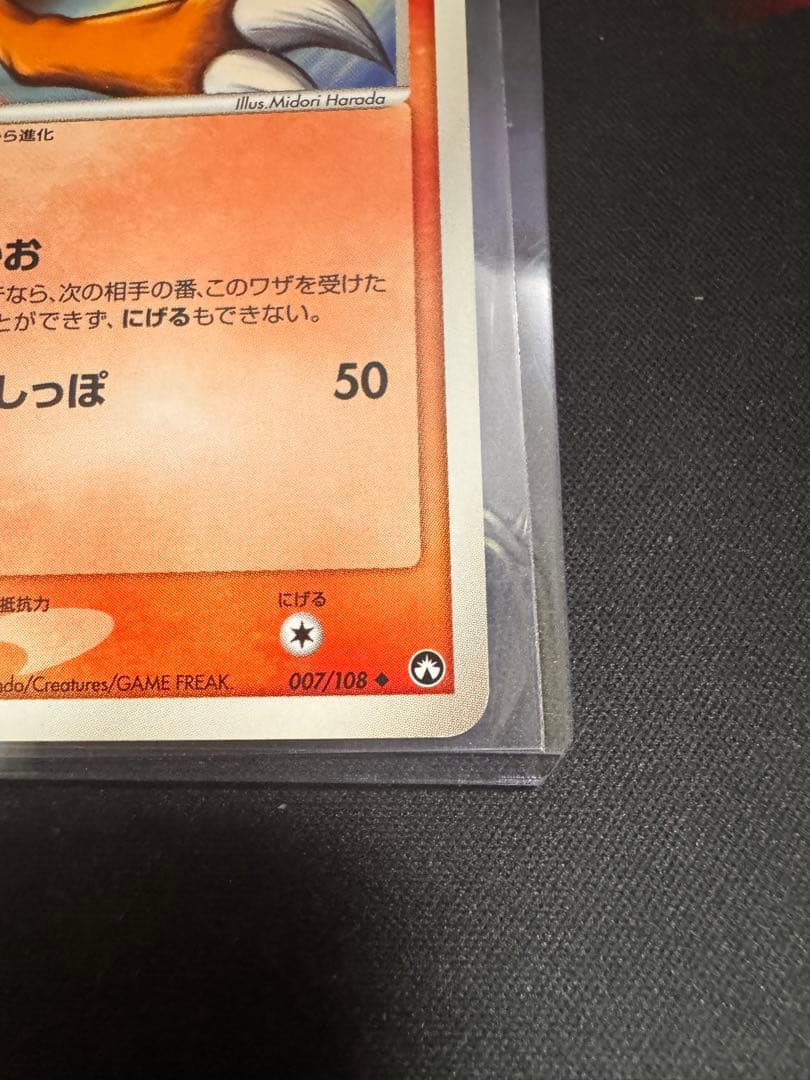 Illus.Midori Harada
ら進化
お
なら、次の相手の番、このワザを受けた
とができず、にげるもできない。
しっぽ 50
抵抗力 にげる
do/Creatures/GAME FREAK. 007/108